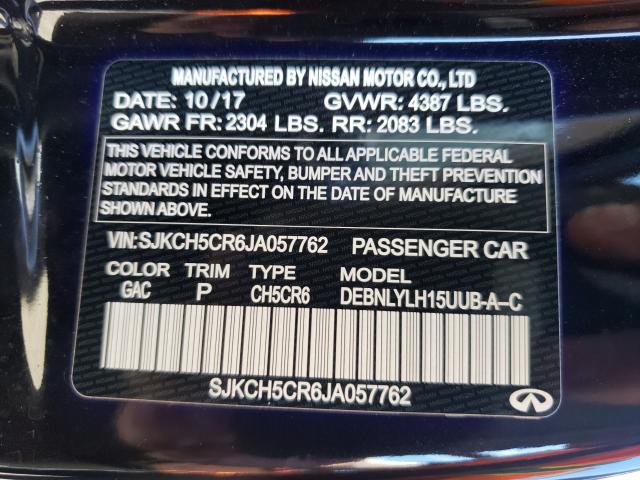 MANUFACTURED BY NISSAN MOTOR CO., LTD
DATE: 10/17 GVWR: 4387 LBS.
GAWR FR: 2304 LBS. RR: 2083 LBS.
THIS VEHICLE CONFORMS TO ALL APPLICABLE FEDERAL
MOTOR VEHICLE SAFETY, BUMPER AND THEFT PREVENTION
STANDARDS IN EFFECT ON THE DATE OF MANUFACTURE
SHOWN ABOVE.
VIN:SJKCH5CR6JA057762 PASSENGER CAR
COLOR TRIM TYPE
GAC P CH5CR6 DEBNLYLH15UUB-A-C
SJKCH5CR6JA057762